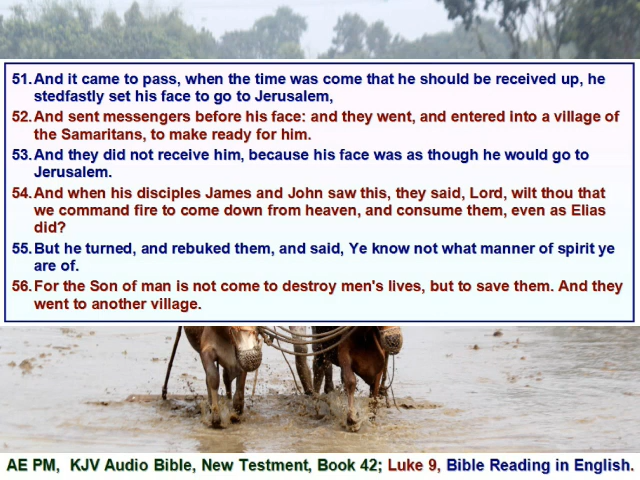 51.And it came to pass, when the time was come that he should be received up, he
stedfastly set his face to go to Jerusalem,
52.And sent messengers before his face: and they went, and entered into a village of
the Samaritans, to make ready for him.
53.And they did not receive him, because his face was as though he would go to
Jerusalem.
54.And when his disciples James and John saw this, they said, Lord, wilt thou that
we command fire to come down from heaven, and consume them, even as Elias
did?
55.But he turned, and rebuked them, and said, Ye know not what manner of spirit ye
are of.
56.For the Son of man is not come to destroy men's lives, but to save them. And they
went to another village.
AE PM, KJV Audio Bible, New Testment, Book 42; Luke 9, Bible Reading in English.